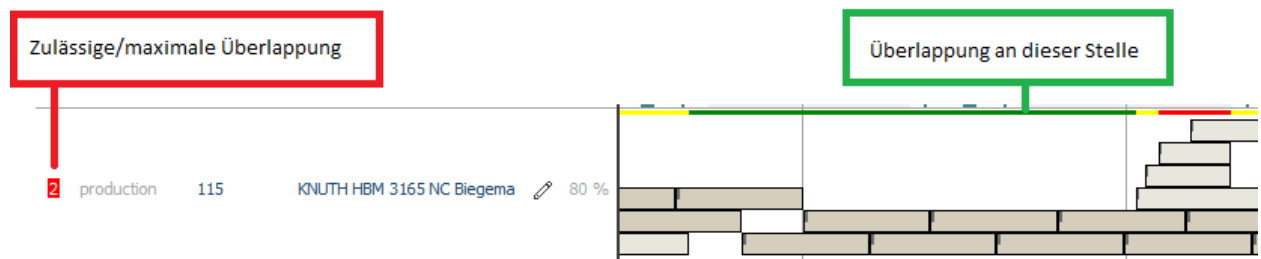 Zulässige/maximale Überlappung
Überlappung an dieser Stelle
2 production 115 KNUTH HBM 3165 NC Biegema 80 %